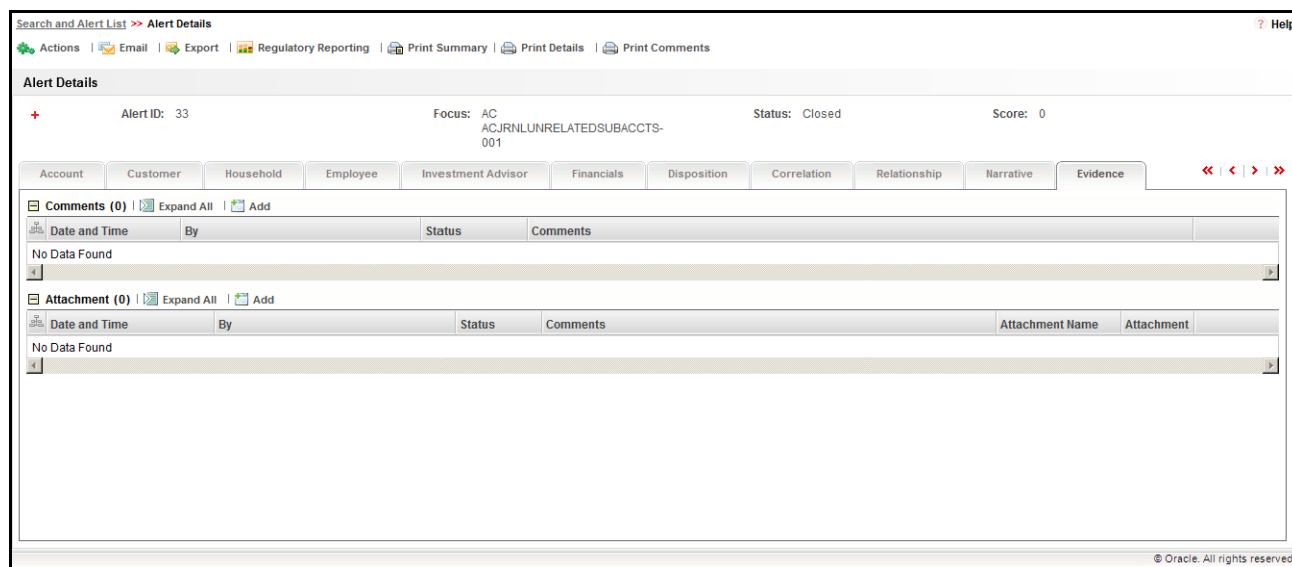 Search and Alert List >> Alert Details ? Help
Actions | Email | Export | Regulatory Reporting | Print Summary | Print Details | Print Comments
Alert Details
+ Alert ID: 33 Focus: AC Status: Closed Score: 0
ACJRNLUNRELATEDSUBACCTS-
001
Account Customer Household Employee Investment Advisor Financials Disposition Correlation Relationship Narrative Evidence
Comments (0) | Expand All | Add
Date and Time By Status Comments
No Data Found
Attachment (0) | Expand All | Add
Date and Time By Status Comments Attachment Name Attachment
No Data Found
© Oracle. All rights reserved